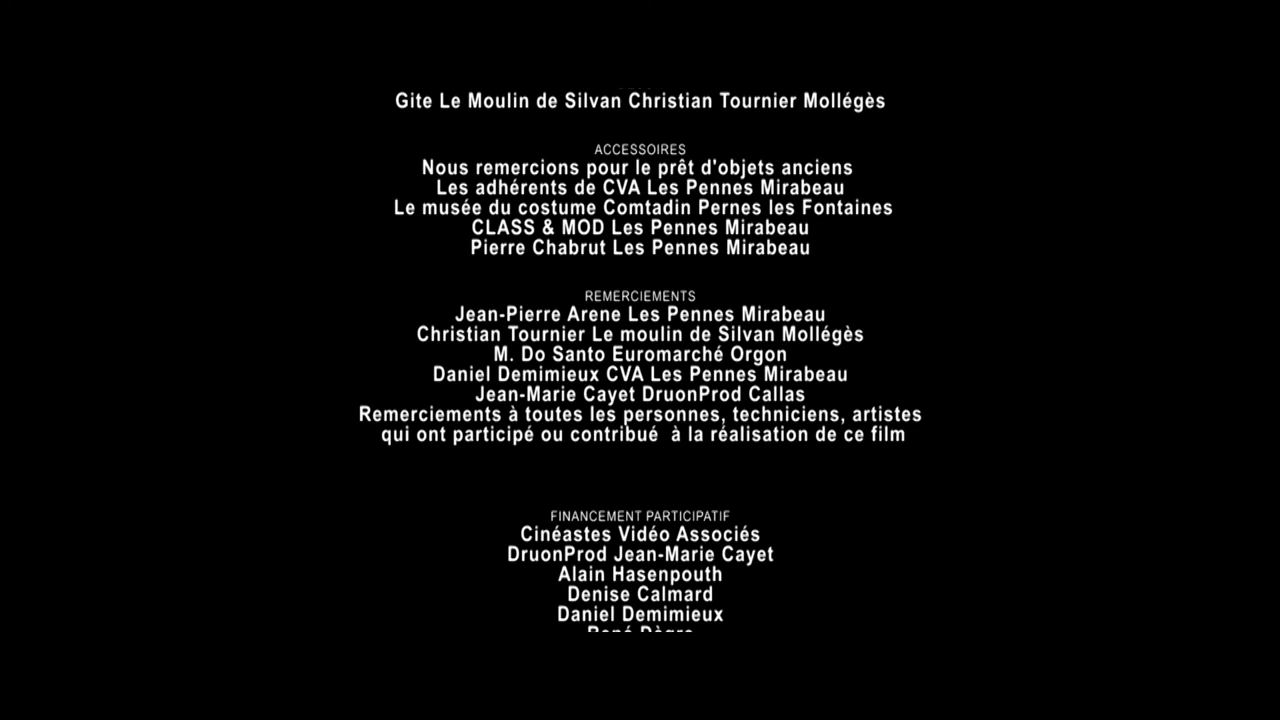 Gite Le Moulin de Silvan Christian Tournier Mollégès
ACCESSOIRES
Nous remercions pour le prêt d'objets anciens
Les adhérents de CVA Les Pennes Mirabeau
Le musée du costume Comtadin Pernes les Fontaines
CLASS & MOD Les Pennes Mirabeau
Pierre Chabrut Les Pennes Mirabeau
REMERCIEMENTS
Jean-Pierre Arene Les Pennes Mirabeau
Christian Tournier Le moulin de Silvan Mollégès
M. Do Santo Euromarché Orgon
Daniel Demimieux CVA Les Pennes Mirabeau
Jean-Marie Cayet DruonProd Callas
Remerciements à toutes les personnes, techniciens, artistes
qui ont participé ou contribué  à la réalisation de ce film
FINANCEMENT PARTICIPATIF
Cinéastes Vidéo Associés
DruonProd Jean-Marie Cayet
Alain Hasenpouth
Denise Calmard
Daniel Demimieux
René